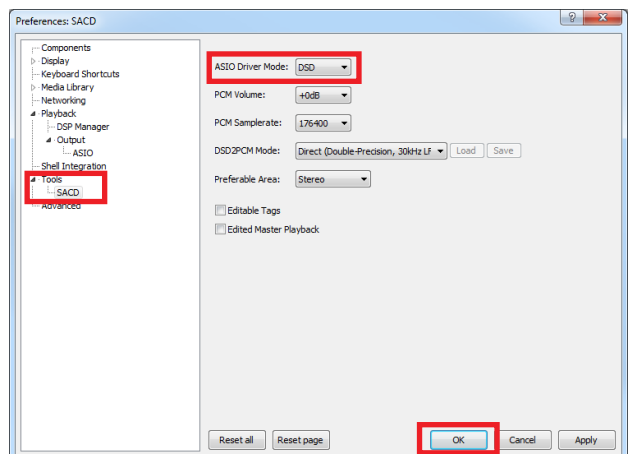 Preferences: SACD
Components
Display
Keyboard Shortcuts
Media Library
Networking
Playback
DSP Manager
Output
ASIO
Shell Integration
Tools
SACD
Advanced
ASIO Driver Mode: DSD
PCM Volume: +0dB
PCM Samplerate: 176400
DSD2PCM Mode: Direct (Double-Precision, 30kHz LF Load Save
Preferable Area: Stereo
Editable Tags
Edited Master Playback
Reset all Reset page OK Cancel Apply